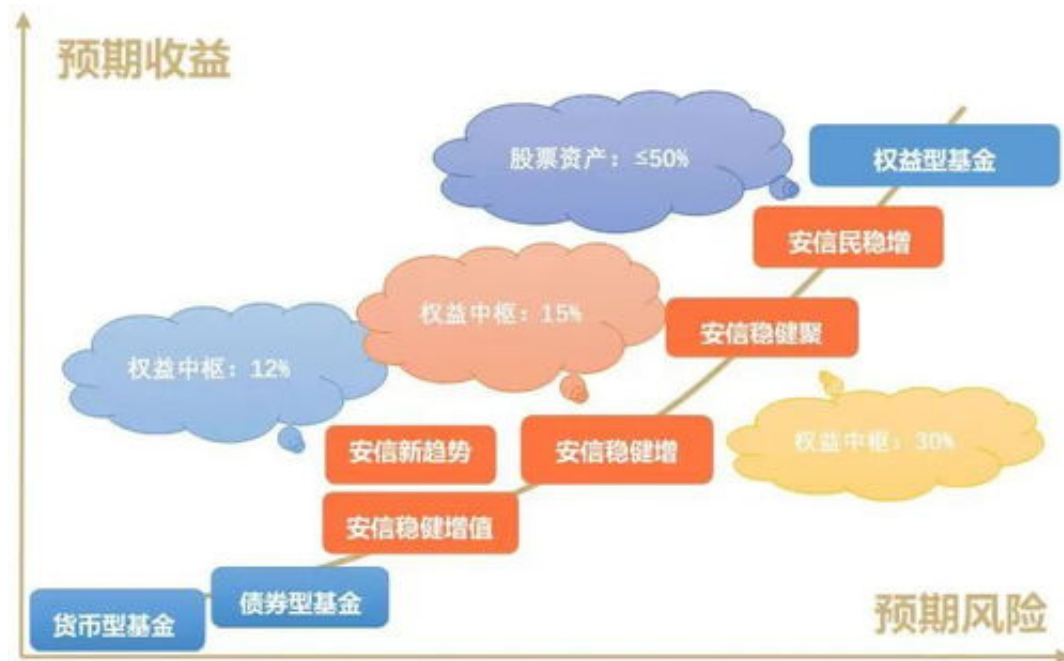 预期收益
股票资产：≤50%
权益型基金
安信民稳增
权益中枢：15%
安信稳健聚
权益中枢：12%
安信新趋势
安信稳健增
权益中枢：30%
安信稳健增值
债券型基金
货币型基金
预期风险